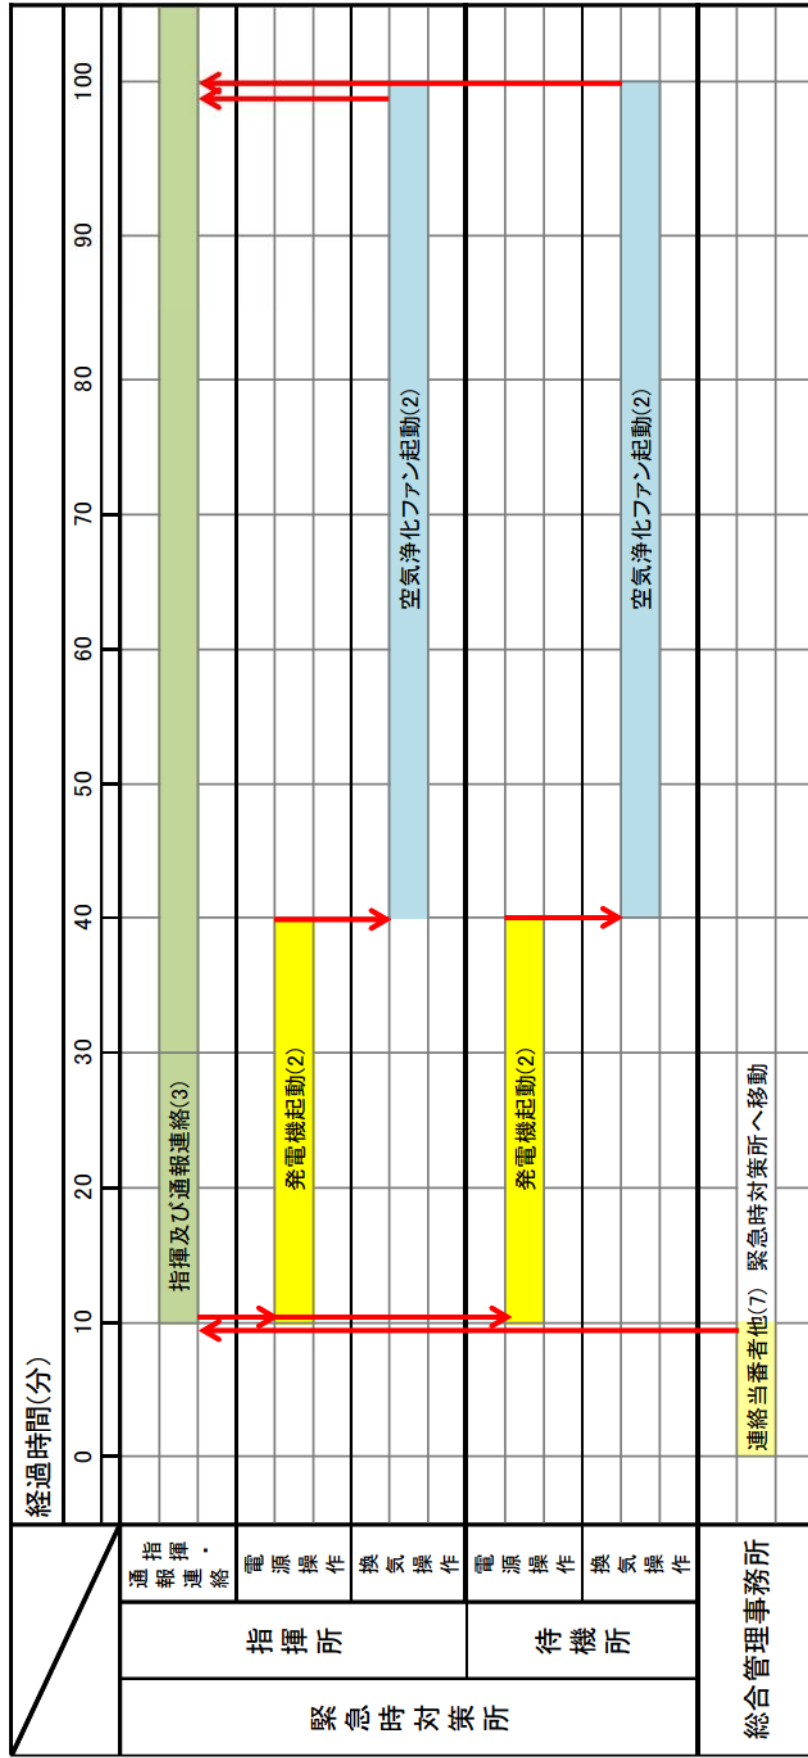 経過時間(分)
0 10 20 30 40 50 60 70 80 90 100
緊急時対策所
指揮所
指揮・
通報連絡
指揮及び通報連絡(3)
電源操作
発電機起動(2)
換気操作
空気浄化ファン起動(2)
待機所
電源操作
発電機起動(2)
換気操作
空気浄化ファン起動(2)
総合管理事務所
連絡当番者他(7) 緊急時対策所へ移動